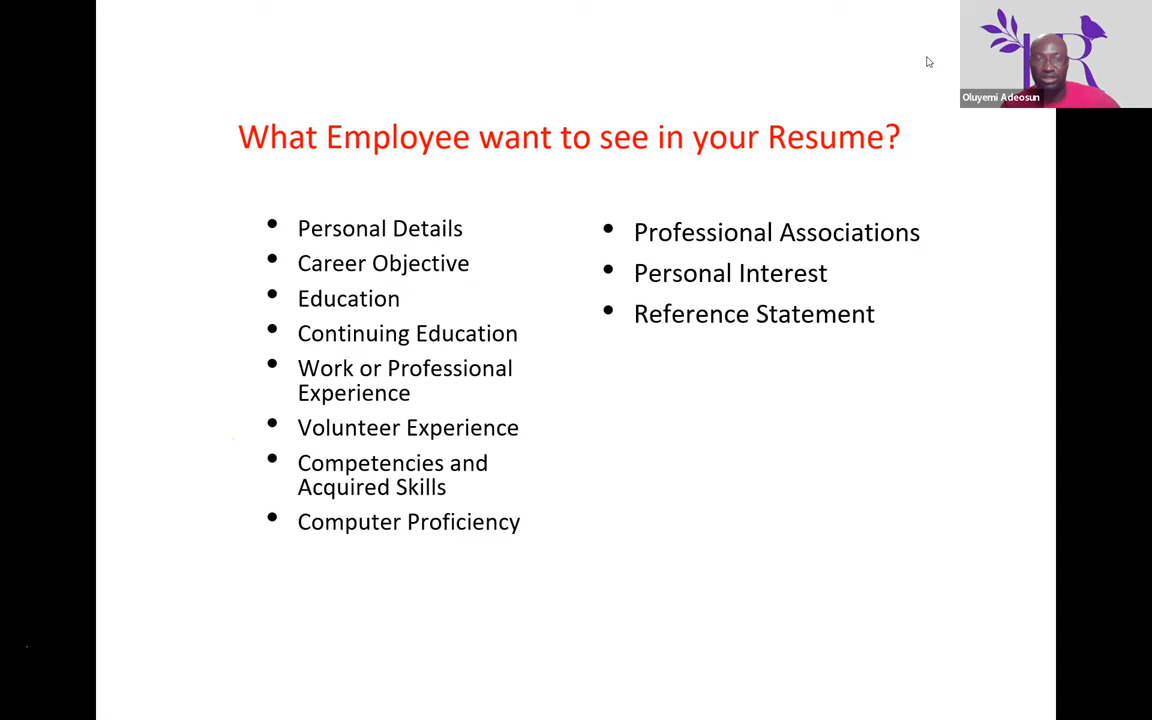 What Employee want to see in your Resume?
Personal Details
Career Objective
Education
Continuing Education
Work or Professional
Experience
Volunteer Experience
Competencies and
Acquired Skills
Computer Proficiency
Professional Associations
Personal Interest
Reference Statement
R
Oluyemi Adeosun